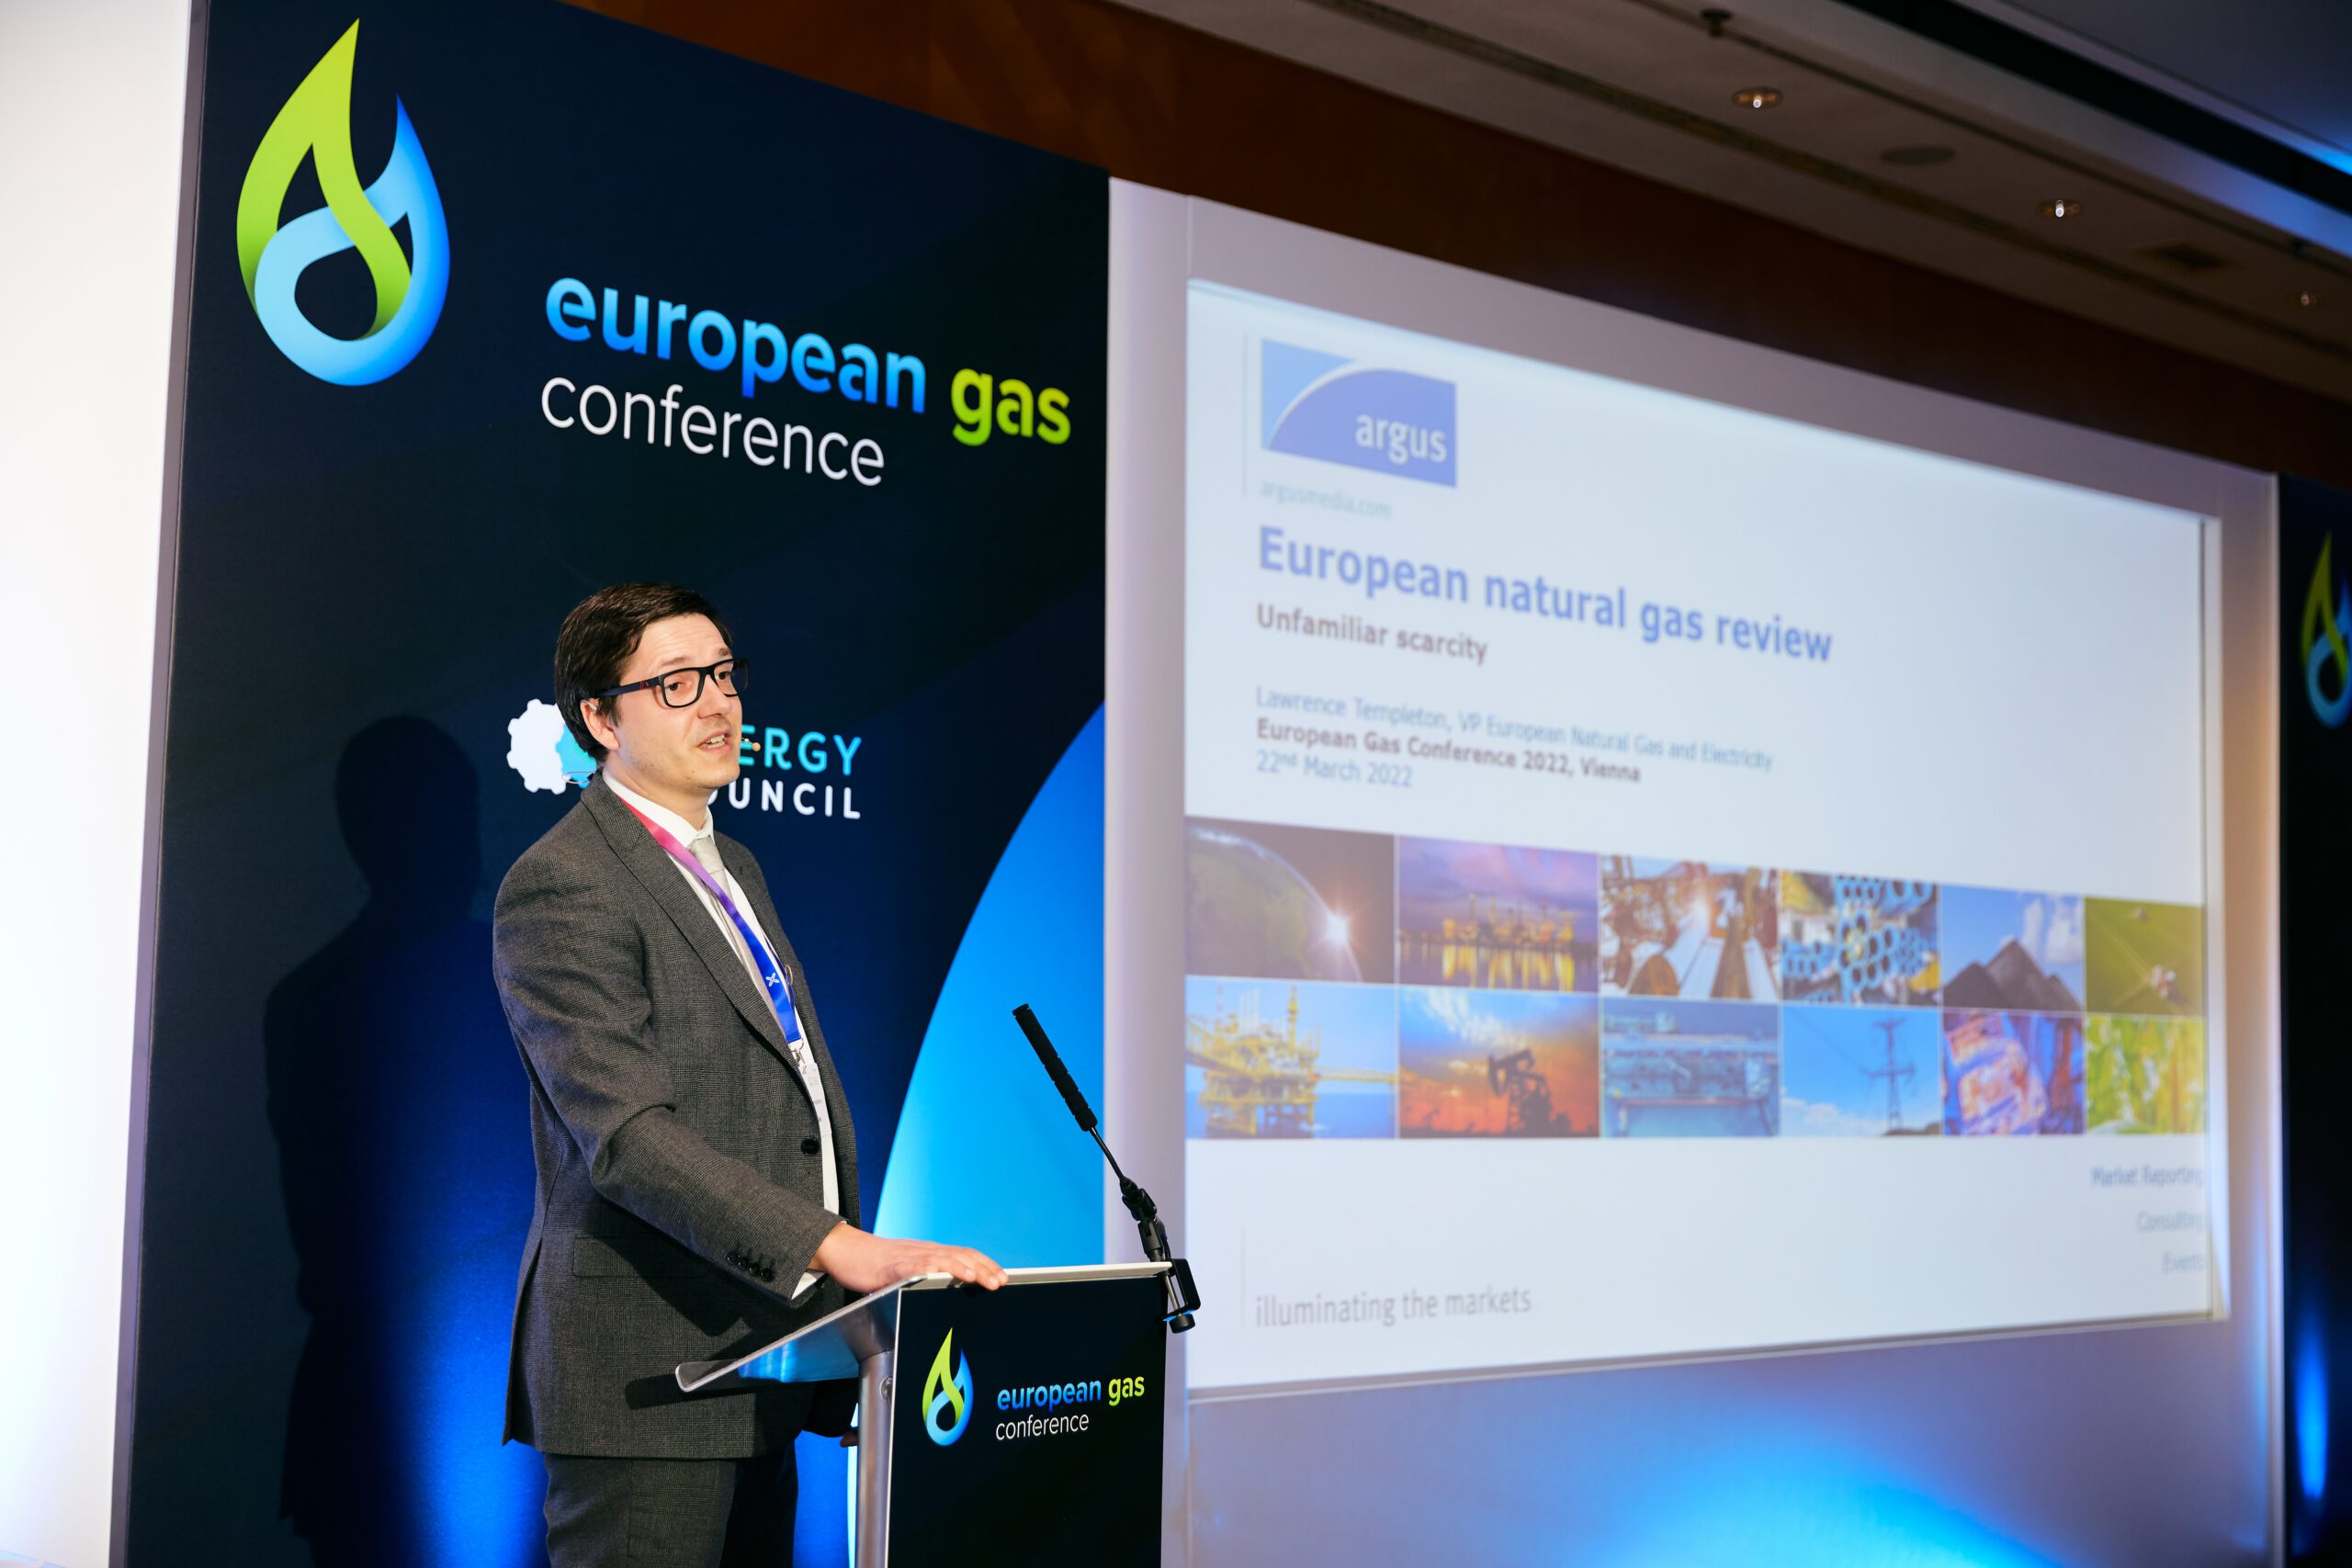 european gas
conference
ERGY
UNCIL
argus
argusmedia.com
European natural gas review
Unfamiliar scarcity
Lawrence Templeton, VP European Natural Gas and Electricity
European Gas Conference 2022, Vienna
22nd March 2022
Market Reporting
Consulting
Events
illuminating the markets
european gas
conference